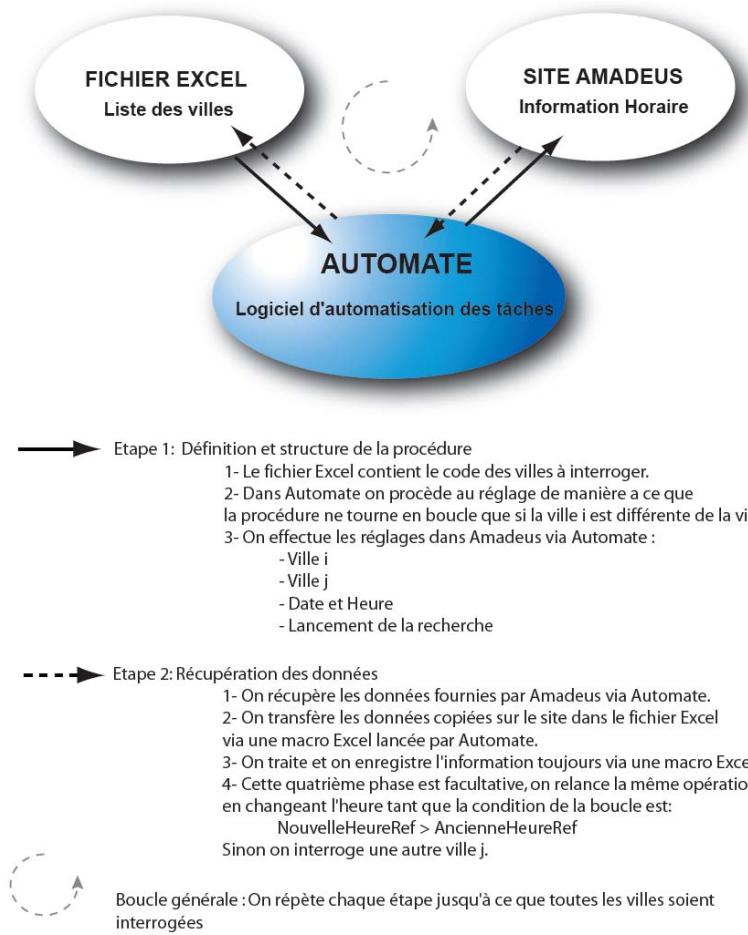 FICHIER EXCEL
Liste des villes
SITE AMADEUS
Information Horaire
AUTOMATE
Logiciel d'automatisation des tâches
Etape 1: Définition et structure de la procédure
1- Le fichier Excel contient le code des villes à interroger.
2- Dans Automate on procède au réglage de manière a ce que
la procédure ne tourne en boucle que si la ville i est différente de la
3- On effectue les réglages dans Amadeus via Automate :
- Ville i
- Ville j
- Date et Heure
- Lancement de la recherche
Etape 2: Récupération des données
1- On récupère les données fournies par Amadeus via Automate.
2- On transfère les données copiées sur le site dans le fichier Excel
via une macro Excel lancée par Automate.
3- On traite et on enregistre l'information toujours via une macro
4- Cette quatrième phase est facultative, on relance la même
en changeant l'heure tant que la condition de la boucle est:
NouvelleHeureRef > AncienneHeureRef
Sinon on interroge une autre ville j.
Boucle générale : On répète chaque étape jusqu'à ce que toutes les villes soient
interrogées